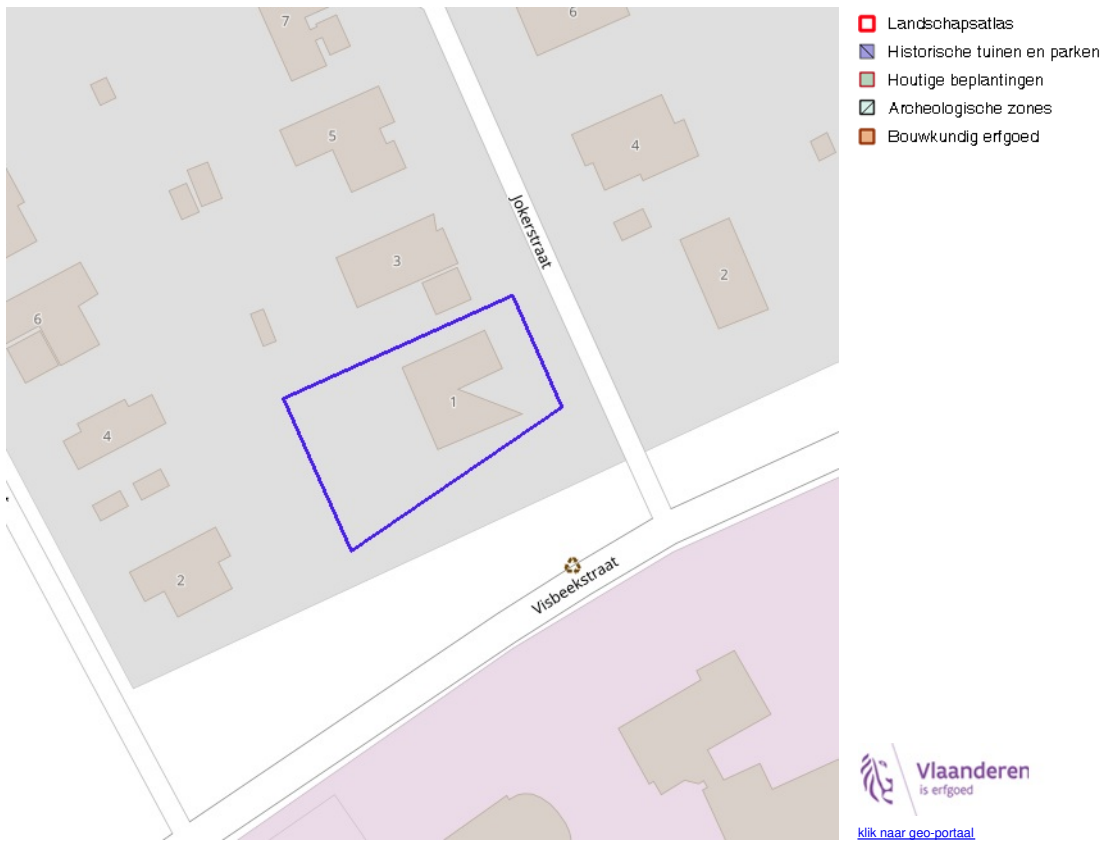 7
6
5
4
Jokerstraat
3
2
6
1
4
2
Visbeekstraat
Landschapsatlas
Historische tuinen en parken
Houtige beplantingen
Archeologische zones
Bouwkundig erfgoed
Vlaanderen
is erfgoed
klik naar geo-portaal